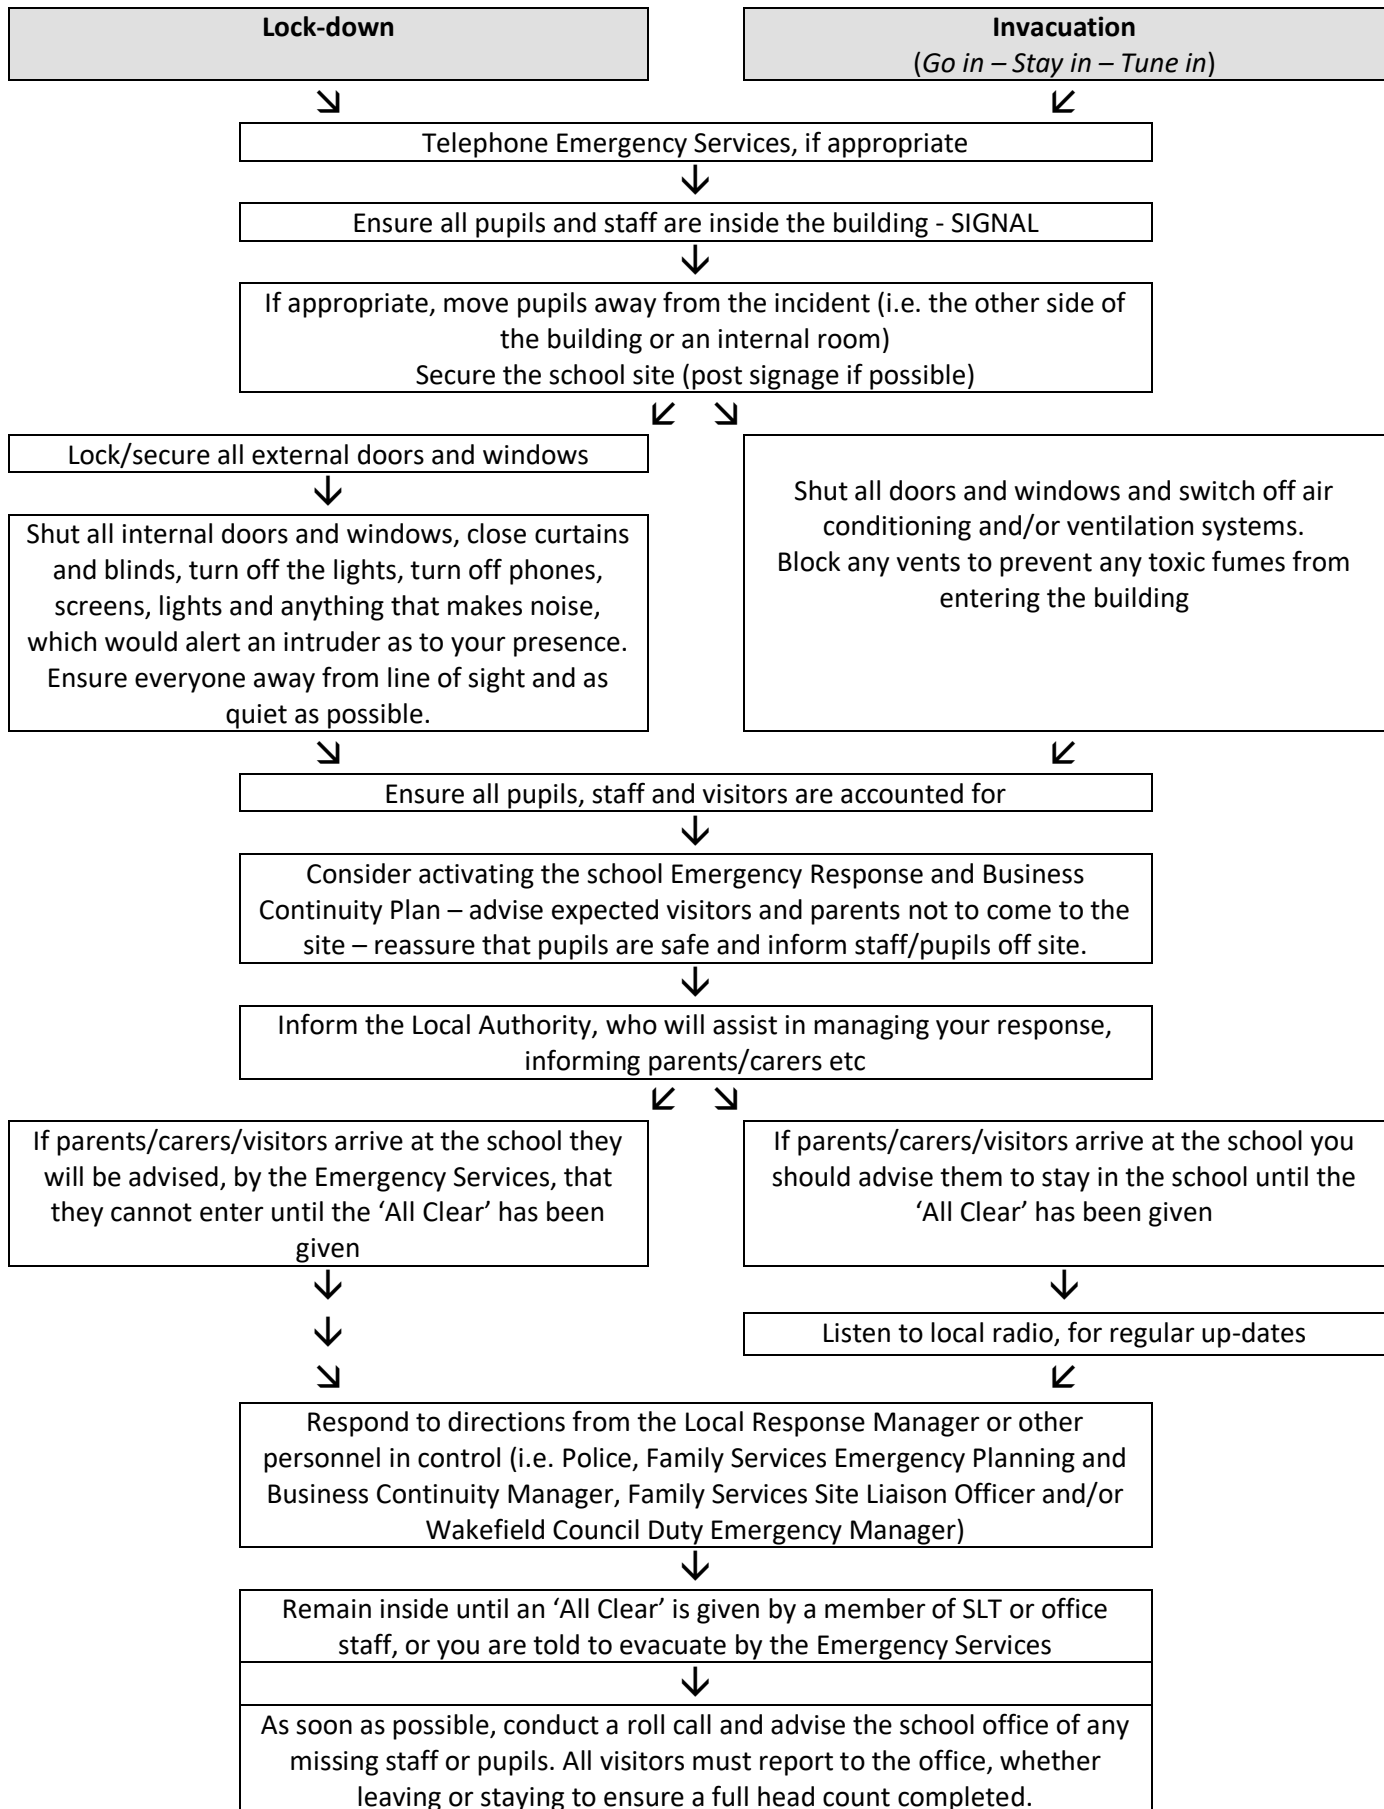 Lock-down
Invacuation
(Go in – Stay in – Tune in)
Telephone Emergency Services, if appropriate
Ensure all pupils and staff are inside the building - SIGNAL
If appropriate, move pupils away from the incident (i.e. the other side of
the building or an internal room)
Secure the school site (post signage if possible)
Lock/secure all external doors and windows
Shut all internal doors and windows, close curtains
and blinds, turn off the lights, turn off phones,
screens, lights and anything that makes noise,
which would alert an intruder as to your presence.
Ensure everyone away from line of sight and as
quiet as possible.
Shut all doors and windows and switch off air
conditioning and/or ventilation systems.
Block any vents to prevent any toxic fumes from
entering the building
Ensure all pupils, staff and visitors are accounted for
Consider activating the school Emergency Response and Business
Continuity Plan – advise expected visitors and parents not to come to the
site – reassure that pupils are safe and inform staff/pupils off site.
Inform the Local Authority, who will assist in managing your response,
informing parents/carers etc
If parents/carers/visitors arrive at the school they
will be advised, by the Emergency Services, that
they cannot enter until the ‘All Clear’ has been
given
If parents/carers/visitors arrive at the school you
should advise them to stay in the school until the
‘All Clear’ has been given
Listen to local radio, for regular up-dates
Respond to directions from the Local Response Manager or other
personnel in control (i.e. Police, Family Services Emergency Planning and
Business Continuity Manager, Family Services Site Liaison Officer and/or
Wakefield Council Duty Emergency Manager)
Remain inside until an ‘All Clear’ is given by a member of SLT or office
staff, or you are told to evacuate by the Emergency Services
As soon as possible, conduct a roll call and advise the school office of any
missing staff or pupils. All visitors must report to the office, whether
leaving or staying to ensure a full head count completed.